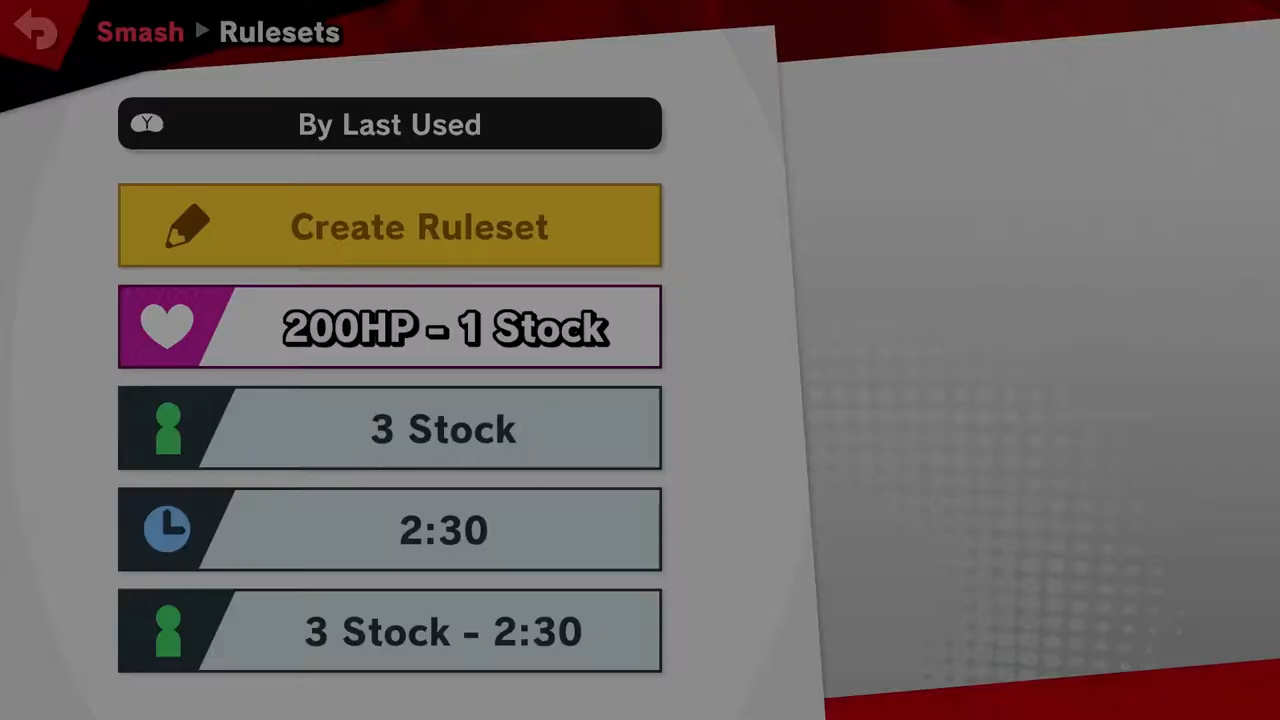 Smash ▶ Rulesets
Y By Last Used
Create Ruleset
200HP - 1 Stock
3 Stock
2:30
3 Stock - 2:30